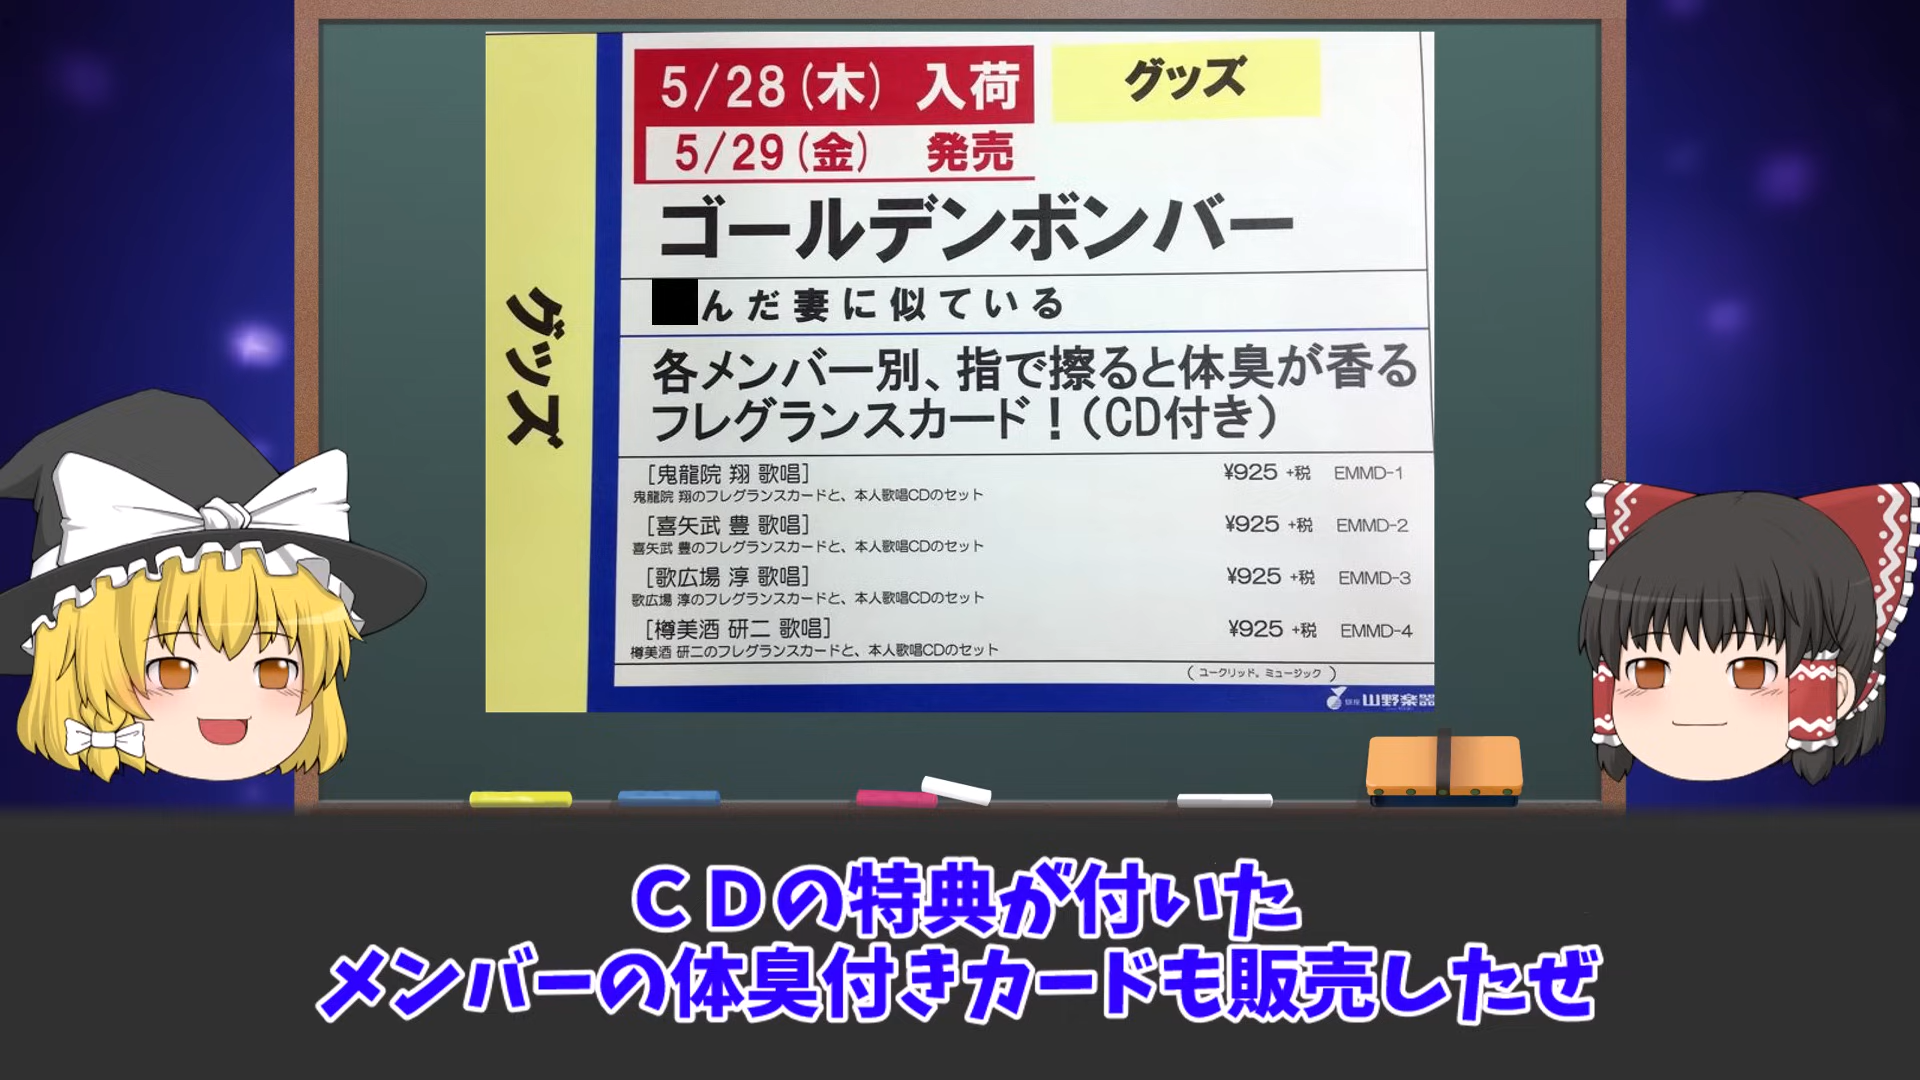 グッズ
5/28(木) 入荷
グッズ
5/29(金) 発売
ゴールデンボンバー
んだ妻に似ている
各メンバー別、指で擦ると体臭が香る
フレグランスカード！(CD付き)
[鬼龍院 翔 歌唱] ¥925 +税 EMMD-1
鬼龍院 翔のフレグランスカードと、本人歌唱CDのセット
[喜矢武 豊 歌唱] ¥925 +税 EMMD-2
喜矢武 豊のフレグランスカードと、本人歌唱CDのセット
[歌広場 淳 歌唱] ¥925 +税 EMMD-3
歌広場 淳のフレグランスカードと、本人歌唱CDのセット
[樽美酒 研二 歌唱] ¥925 +税 EMMD-4
樽美酒 研二のフレグランスカードと、本人歌唱CDのセット
(ユークリッド。ミュージック)
銀座 山野楽器
CDの特典が付いた
メンバーの体臭付きカードも販売したぜ